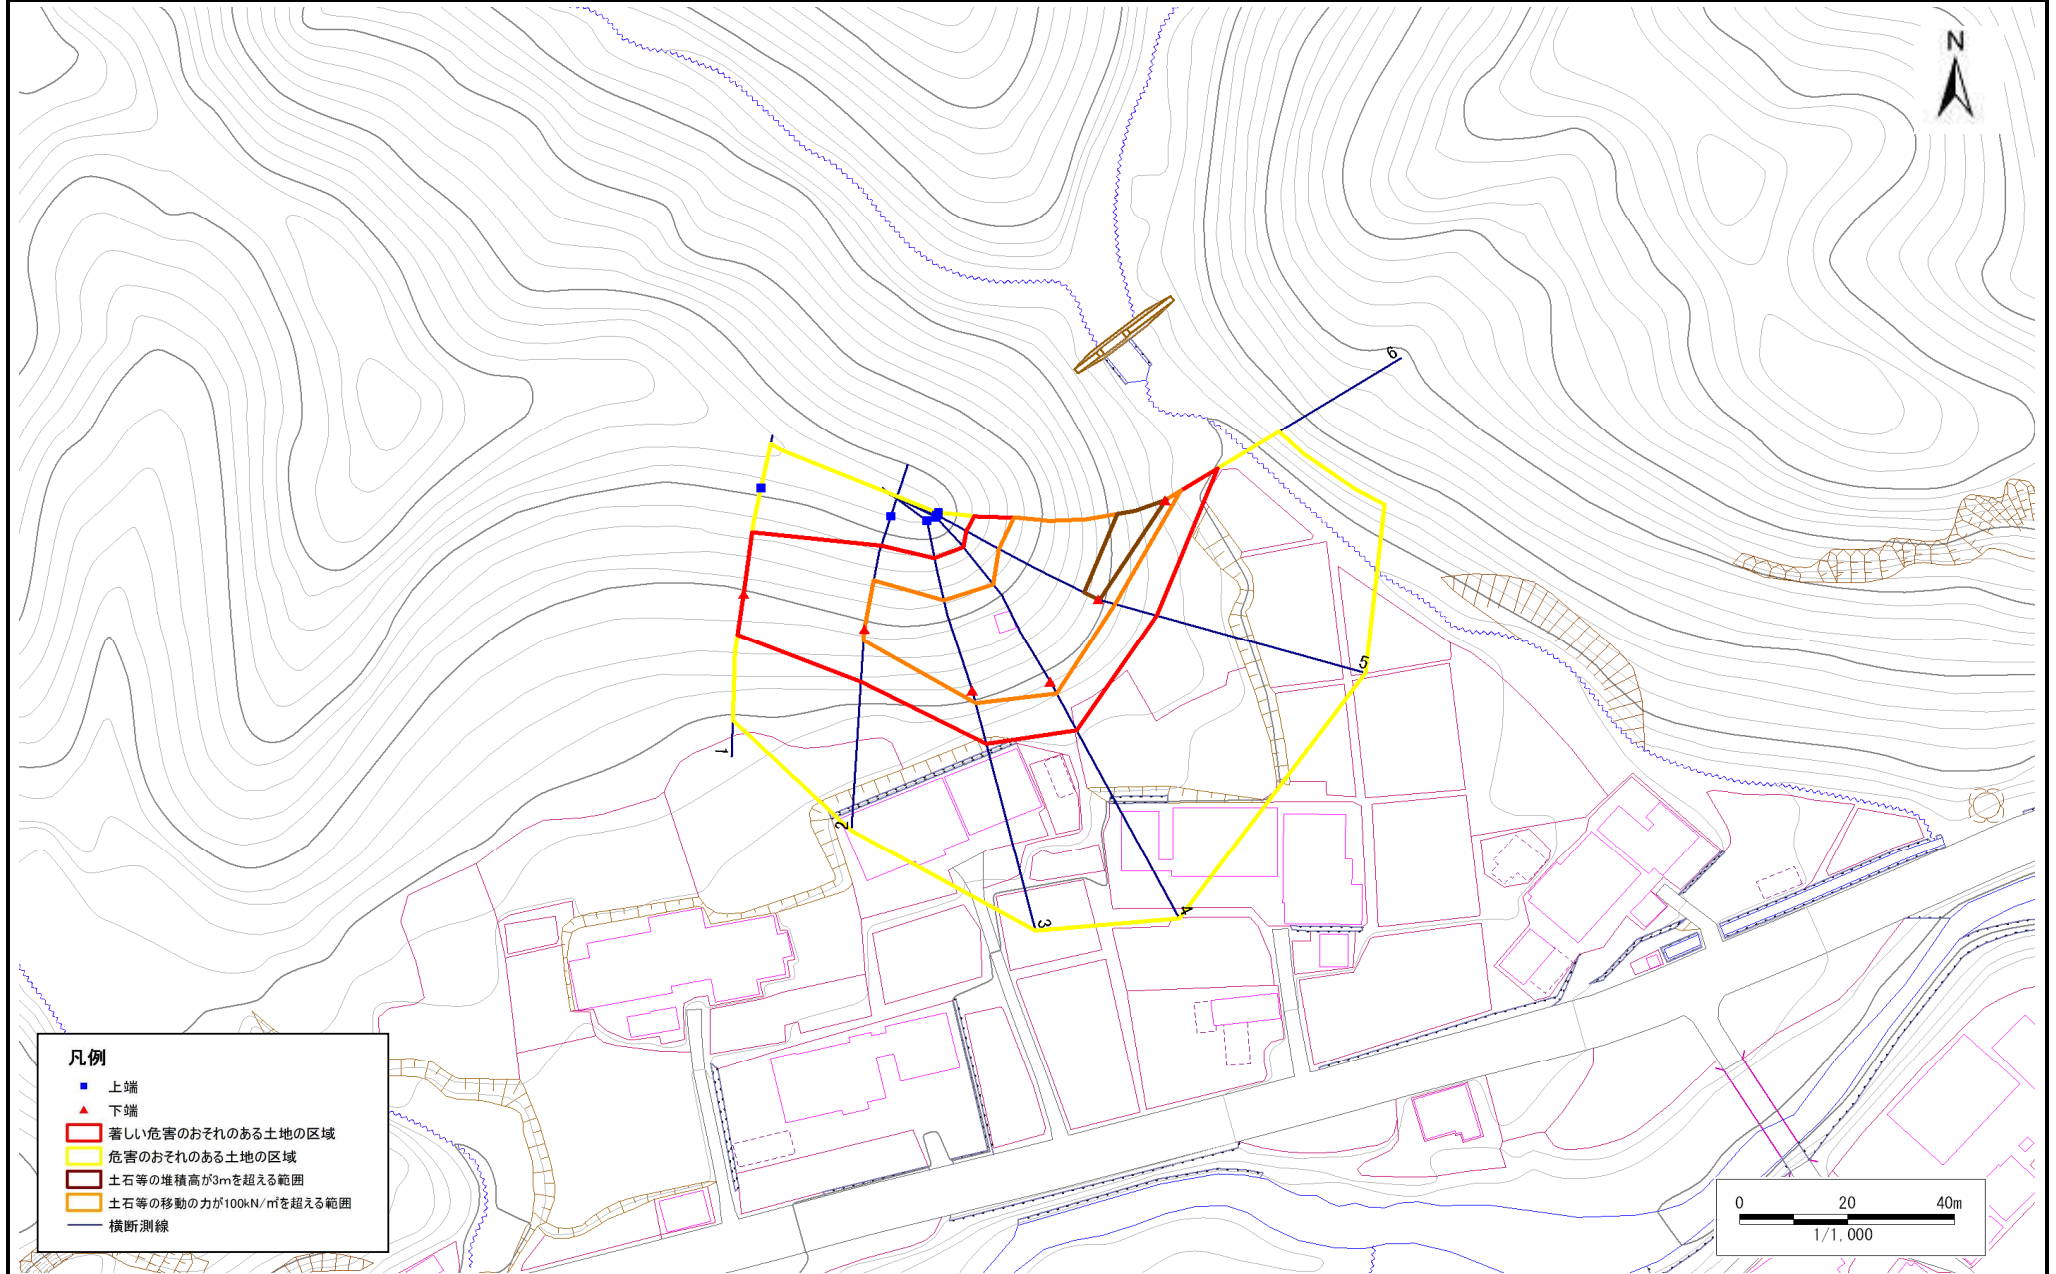 N
6
5
1
2
3
4
凡例
上端
下端
著しい危害のおそれのある土地の区域
危害のおそれのある土地の区域
土石等の堆積高が3mを超える範囲
土石等の移動の力が100kN/㎡を超える範囲
横断測線
0 20 40m
1/1,000